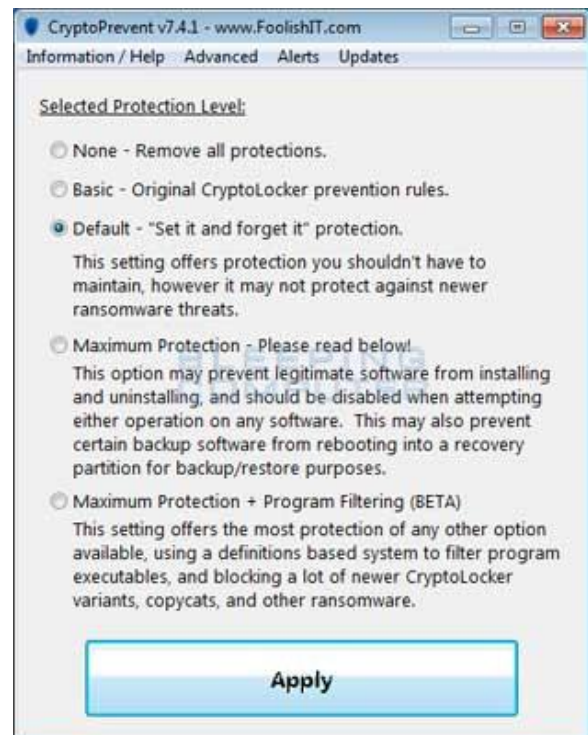 CryptoPrevent v7.4.1 - www.FoolishIT.com
Information / Help Advanced Alerts Updates
Selected Protection Level:
None - Remove all protections.
Basic - Original CryptoLocker prevention rules.
Default - "Set it and forget it" protection.
This setting offers protection you shouldn't have to
maintain, however it may not protect against newer
ransomware threats.
Maximum Protection - Please read below!
This option may prevent legitimate software from installing
and uninstalling, and should be disabled when attempting
either operation on any software. This may also prevent
certain backup software from rebooting into a recovery
partition for backup/restore purposes.
Maximum Protection + Program Filtering (BETA)
This setting offers the most protection of any other option
available, using a definitions based system to filter program
executables, and blocking a lot of newer CryptoLocker
variants, copycats, and other ransomware.
Apply